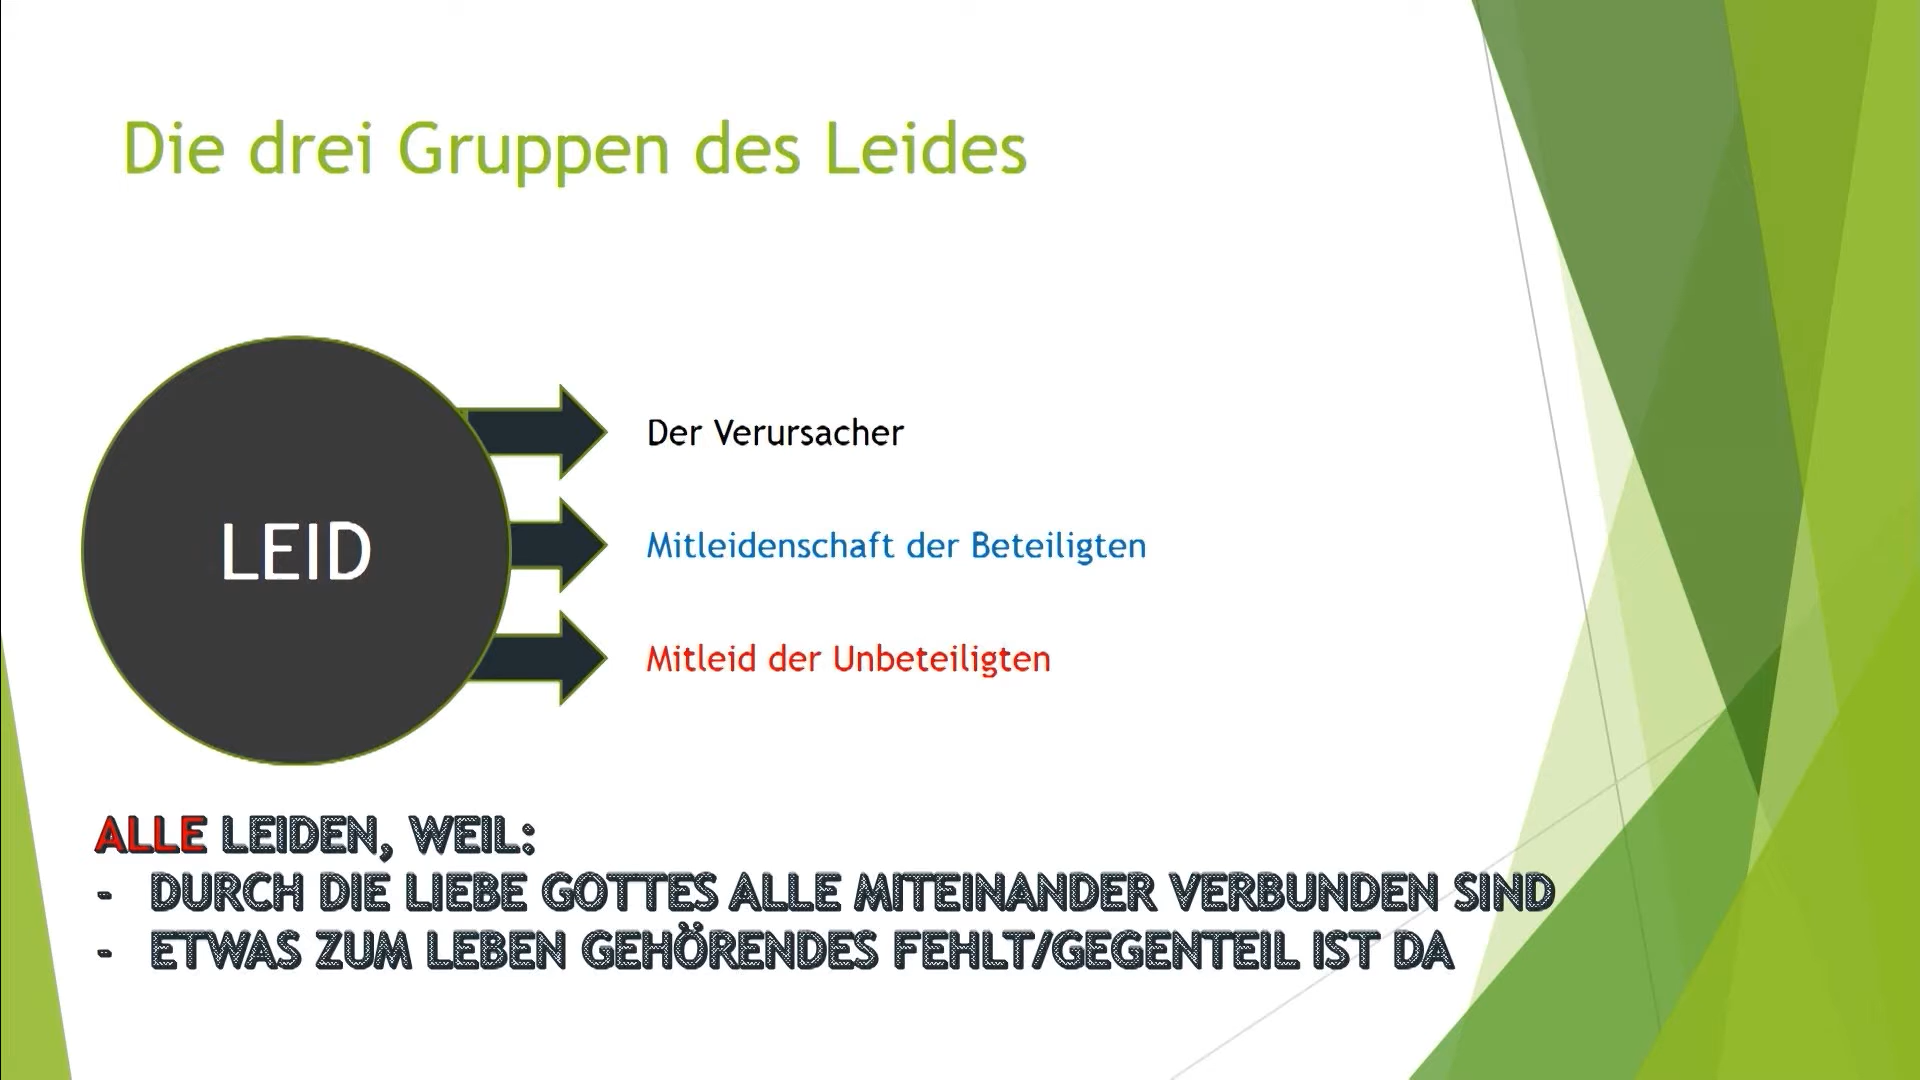 Die drei Gruppen des Leides
LEID
Der Verursacher
Mitleidenschaft der Beteiligten
Mitleid der Unbeteiligten
ALLE LEIDEN, WEIL:
- DURCH DIE LIEBE GOTTES ALLE MITEINANDER VERBUNDEN SIND
- ETWAS ZUM LEBEN GEHÖRENDES FEHLT/GEGENTEIL IST DA